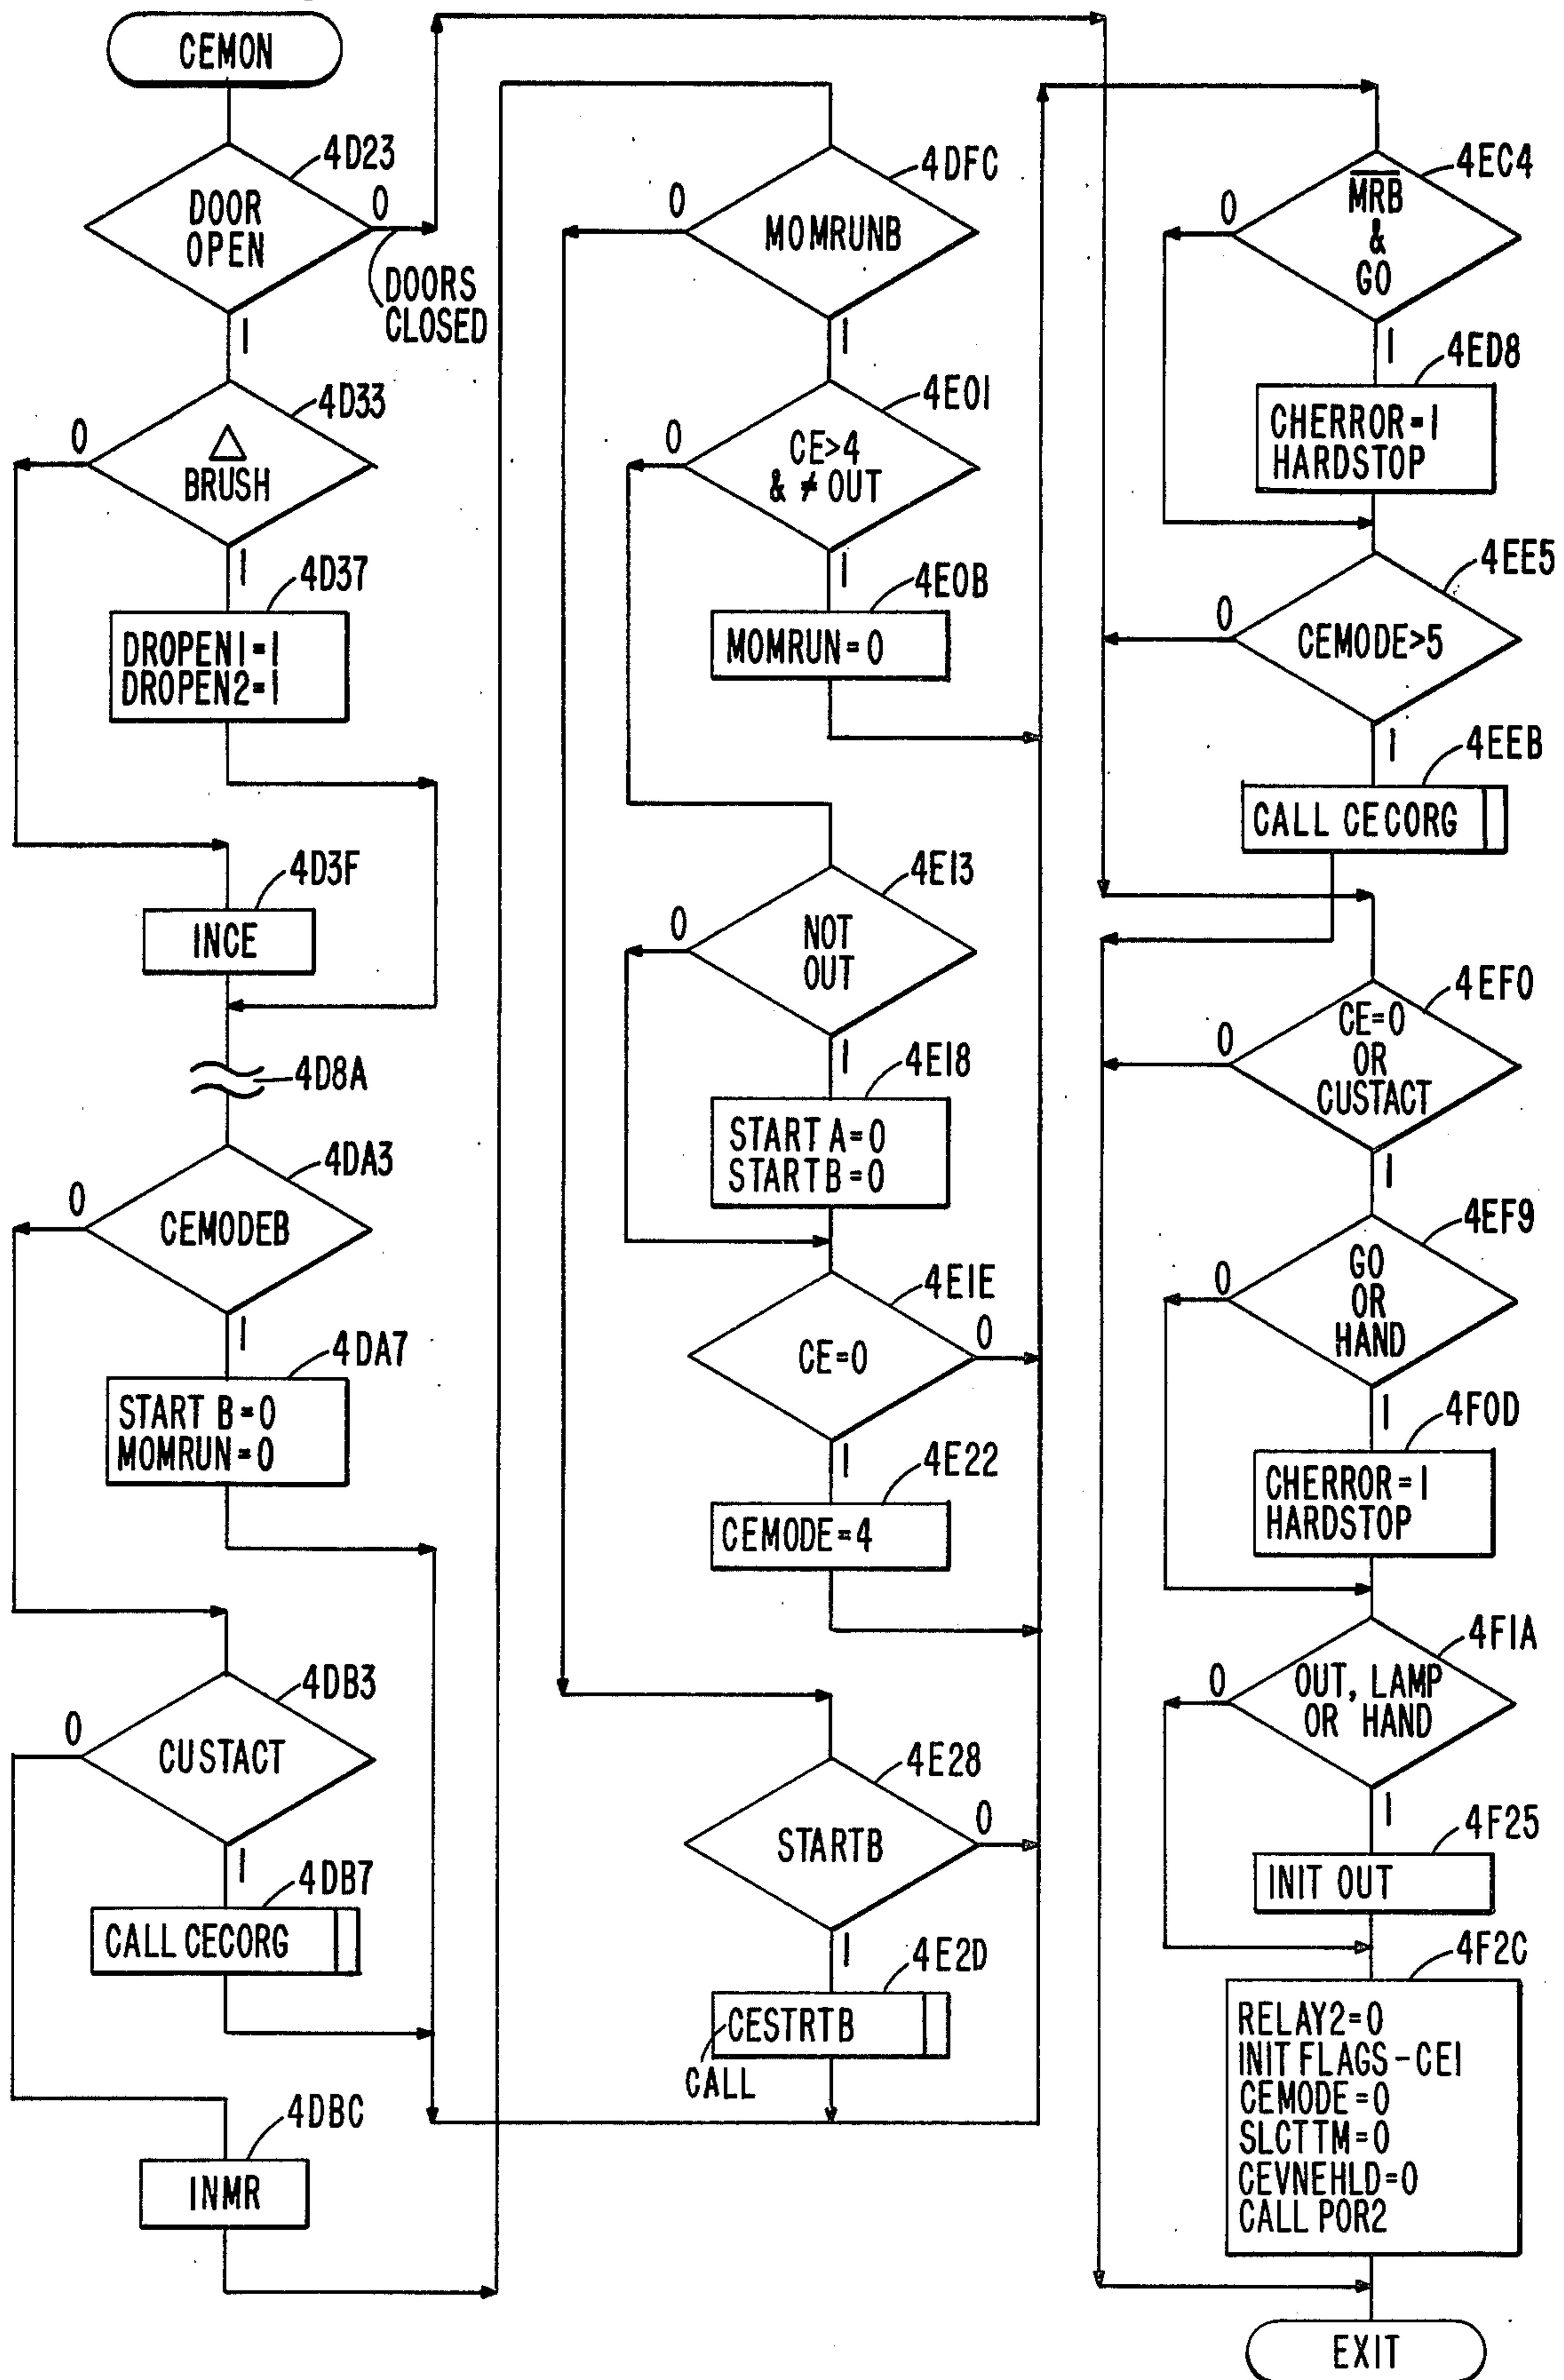 CEMON
4D23
DOOR
OPEN
0
DOORS
CLOSED
1
4D33
0
△
BRUSH
1
4D37
DROPEN1=1
DROPEN2=1
4D3F
INCE
4D8A
4DA3
0
CEMODEB
1
4DA7
START B=0
MOMRUN=0
4DB3
0
CUSTACT
1
4DB7
CALL CECORG
4DBC
INMR
4DFC
0
MOMRUNB
1
4E01
0
CE>4
& ≠ OUT
1
4E0B
MOMRUN=0
4E13
0
NOT
OUT
1
4E18
START A=0
START B=0
4E1E
CE=0
0
1
4E22
CEMODE=4
4E28
STARTB
0
1
4E2D
CESTRTB
CALL
4EC4
0
M̅R̅B̅
&
GO
1
4ED8
CHERROR=1
HARDSTOP
4EE5
0
CEMODE>5
1
4EEB
CALL CECORG
4EF0
0
CE=0
OR
CUSTACT
1
4EF9
0
GO
OR
HAND
1
4F0D
CHERROR=1
HARDSTOP
4F1A
0
OUT, LAMP
OR HAND
1
4F25
INIT OUT
4F2C
RELAY2=0
INIT FLAGS-CE1
CEMODE=0
SLCTTM=0
CEVNEHLD=0
CALL POR2
EXIT